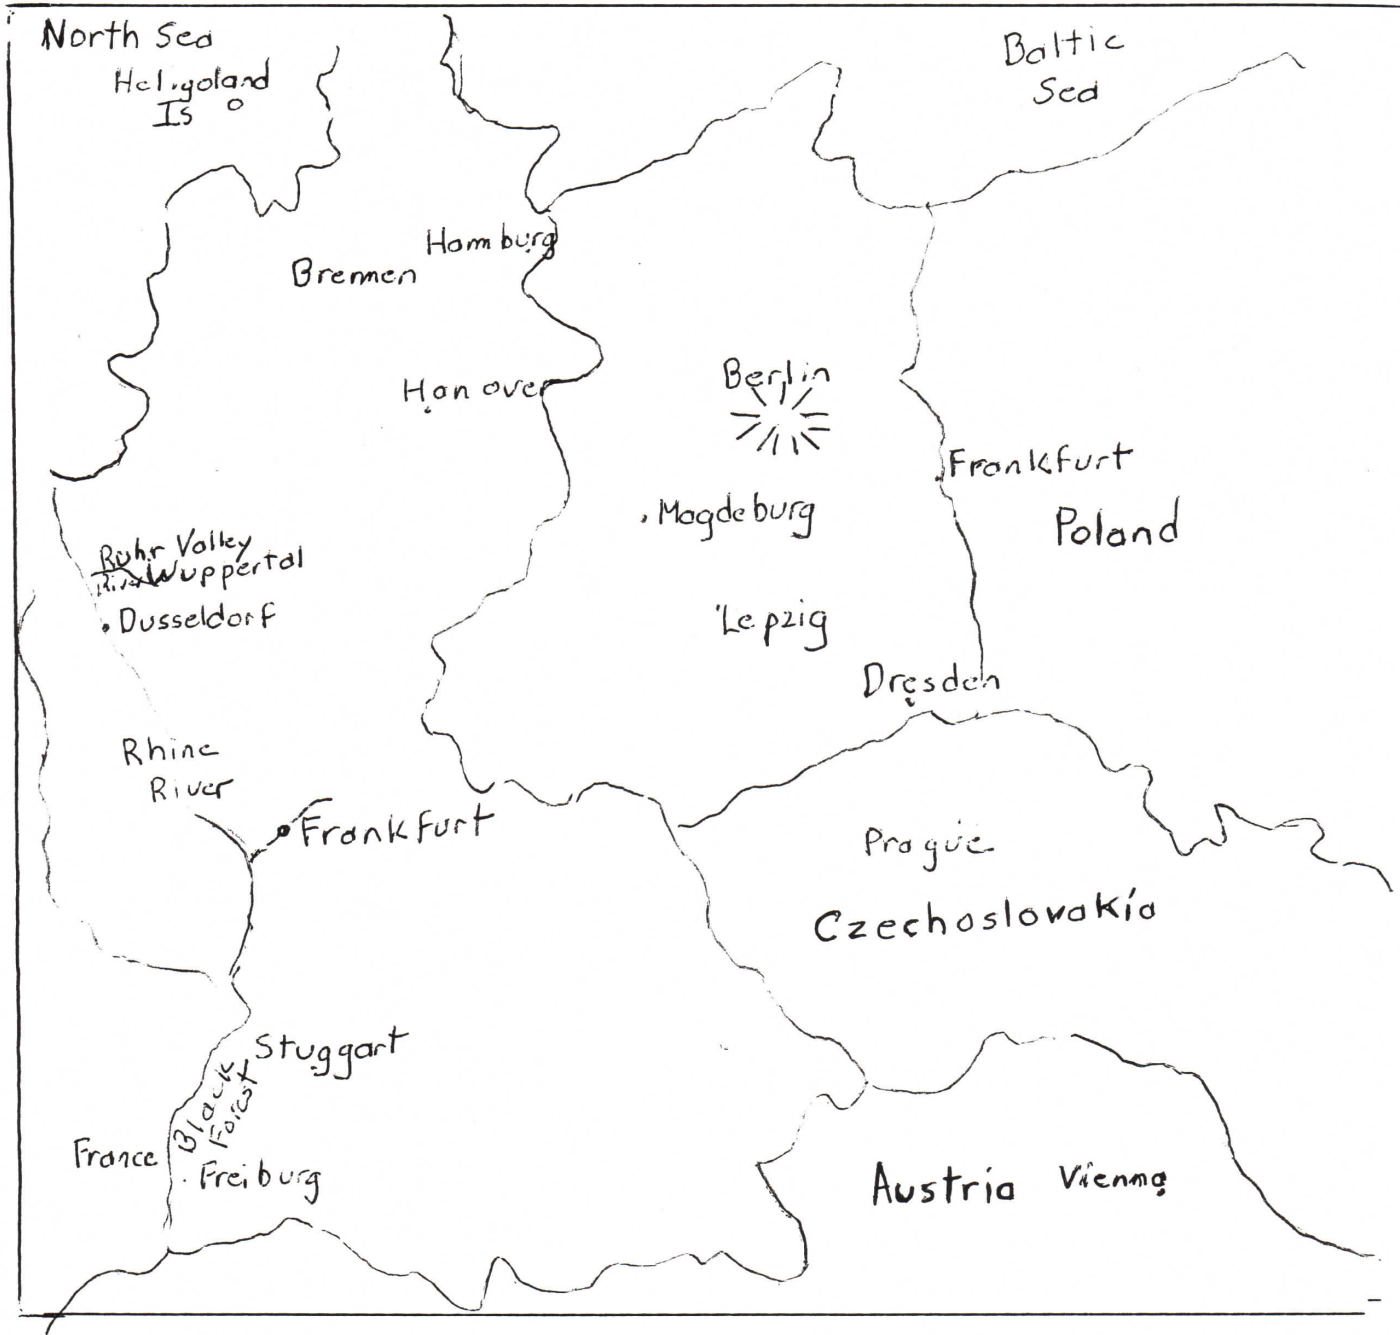 North Sea
Heligoland
Is
Baltic
Sea
Hamburg
Bremen
Hanover
Berlin
Frankfurt
Magdeburg
Poland
Ruhr Valley
River Wuppertal
Dusseldorf
Lepzig
Dresden
Rhine
River
Frankfurt
Prague
Czechoslovakia
Stuggart
Black
Forest
France
Freiburg
Austria Vienna